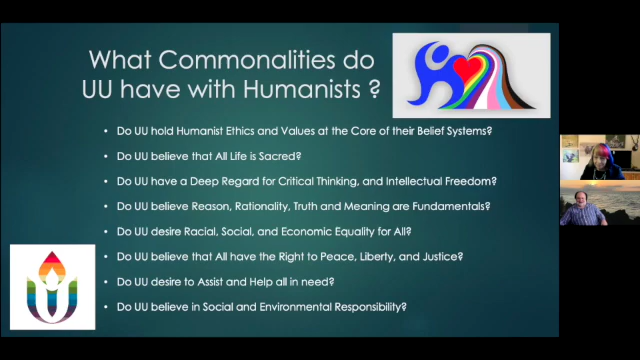 What Commonalities do
UU have with Humanists ?
• Do UU hold Humanist Ethics and Values at the Core of their Belief Systems?
• Do UU believe that All Life is Sacred?
• Do UU have a Deep Regard for Critical Thinking, and Intellectual Freedom?
• Do UU believe Reason, Rationality, Truth and Meaning are Fundamentals?
• Do UU desire Racial, Social, and Economic Equality for All?
• Do UU believe that All have the Right to Peace, Liberty, and Justice?
• Do UU desire to Assist and Help all in need?
• Do UU believe in Social and Environmental Responsibility?